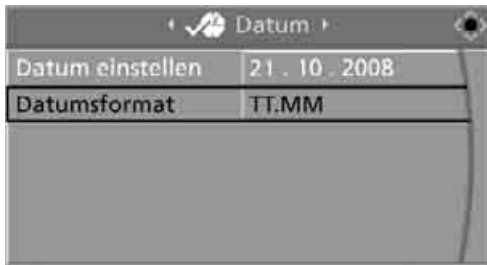 Datum
Datum einstellen 21 . 10 . 2008
Datumsformat TT.MM